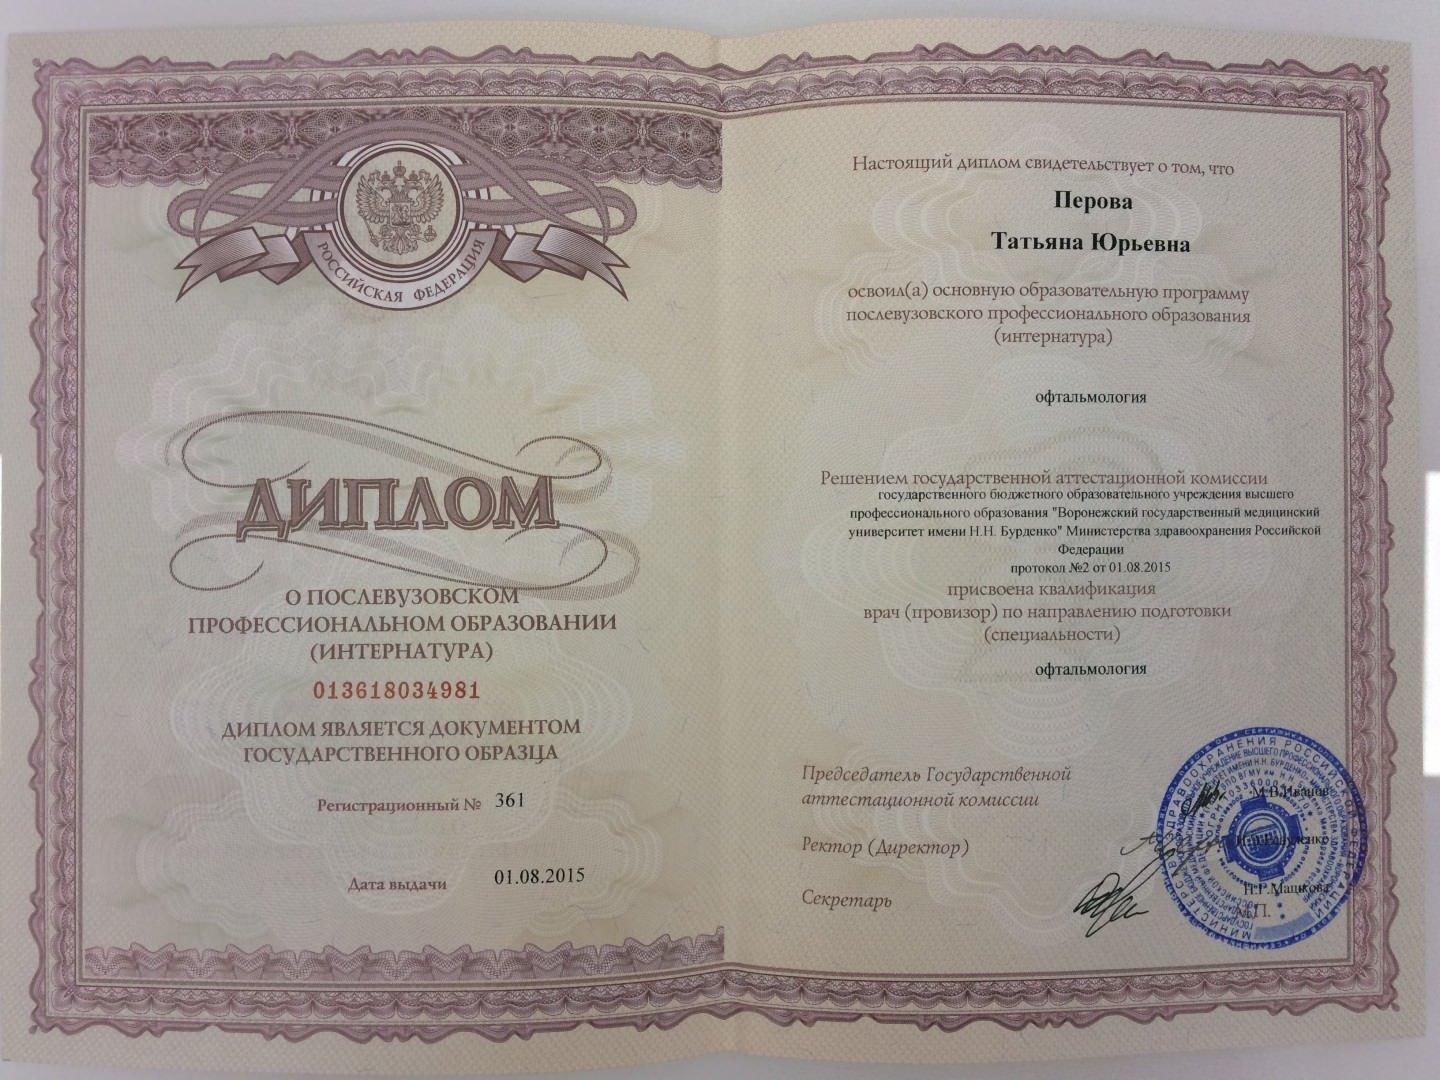 РОССИЙСКАЯ ФЕДЕРАЦИЯ
ДИПЛОМ
О ПОСЛЕВУЗОВСКОМ
ПРОФЕССИОНАЛЬНОМ ОБРАЗОВАНИИ
(ИНТЕРНАТУРА)
013618034981
ДИПЛОМ ЯВЛЯЕТСЯ ДОКУМЕНТОМ
ГОСУДАРСТВЕННОГО ОБРАЗЦА
Регистрационный № 361
Дата выдачи 01.08.2015
Настоящий диплом свидетельствует о том, что
Перова
Татьяна Юрьевна
освоил(а) основную образовательную программу
послевузовского профессионального образования
(интернатура)
офтальмология
Решением государственной аттестационной комиссии
государственного бюджетного образовательного учреждения высшего
профессионального образования "Воронежский государственный медицинский
университет имени Н.Н. Бурденко" Министерства здравоохранения Российской
Федерации
протокол №2 от 01.08.2015
присвоена квалификация
врач (провизор) по направлению подготовки
(специальности)
офтальмология
Председатель Государственной
аттестационной комиссии М.В.Иванов
Ректор (Директор)
Секретарь
М.П.